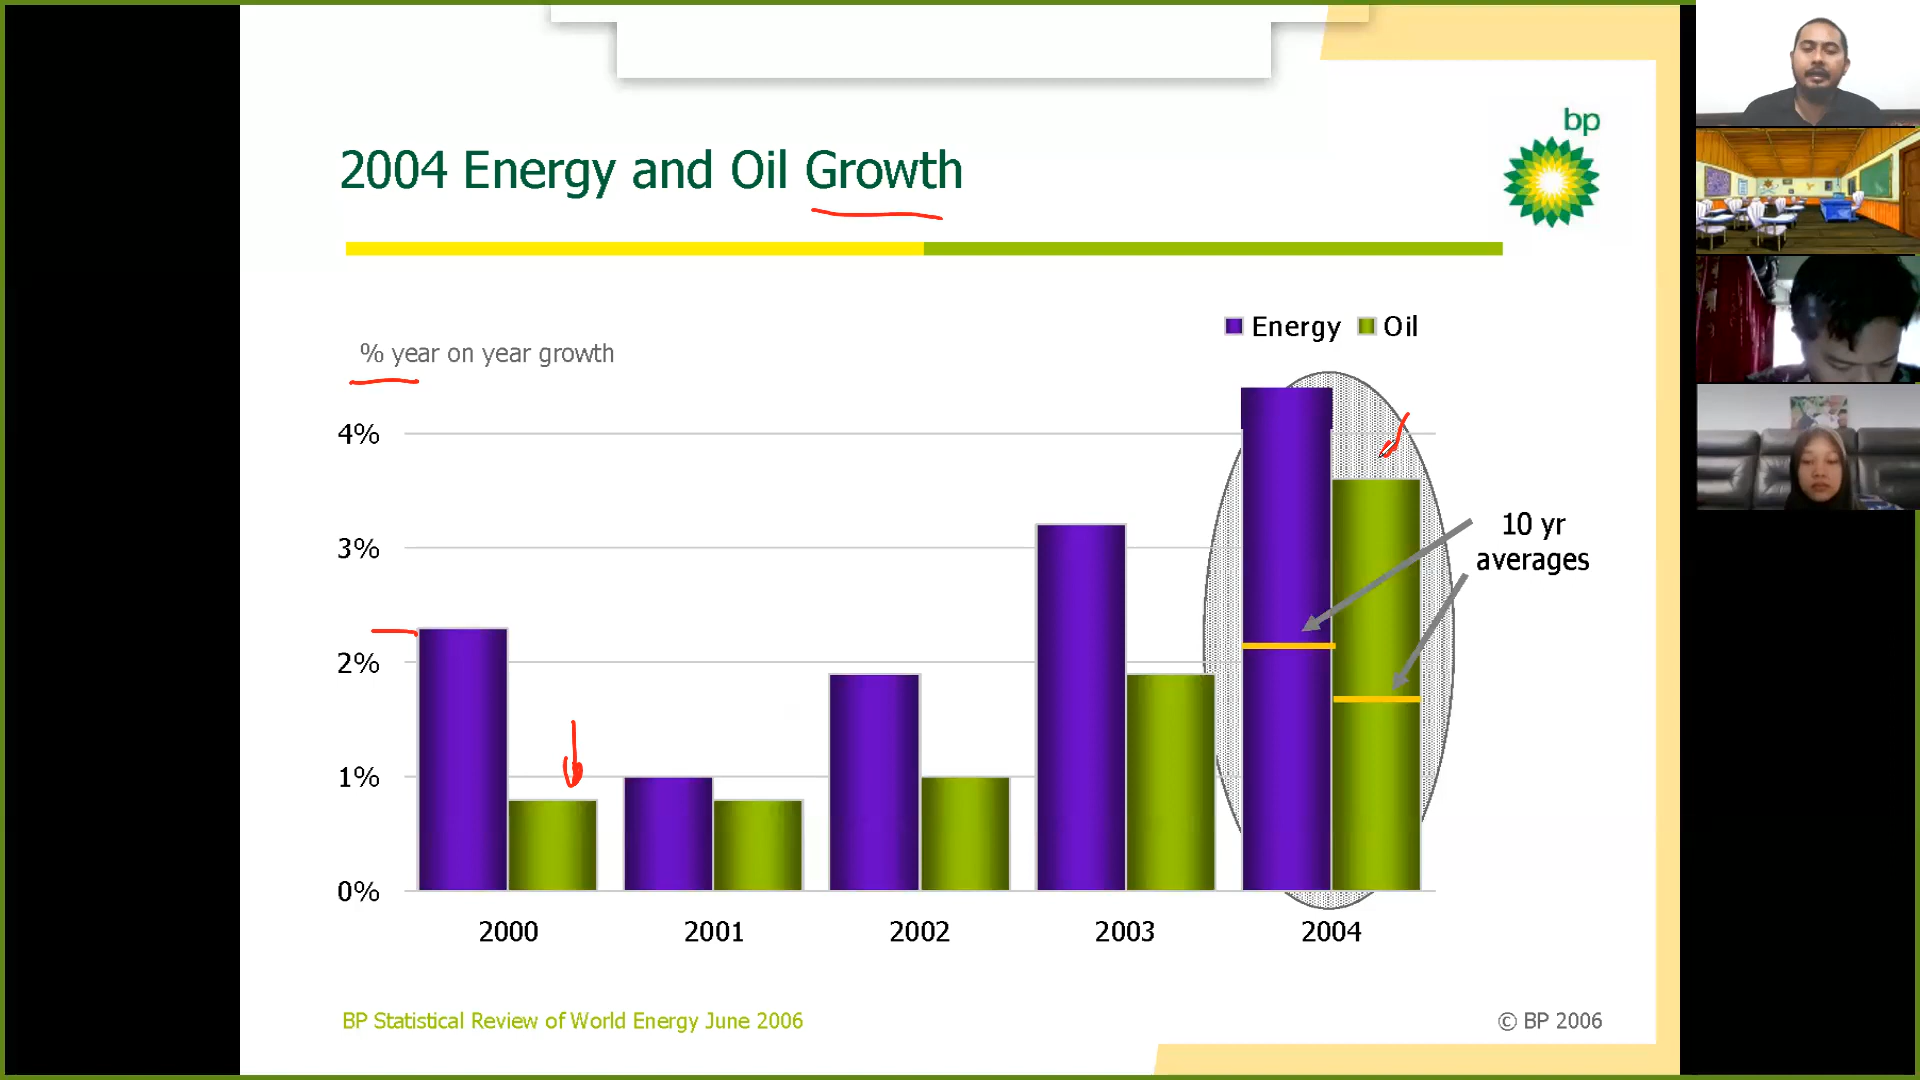 bp
2004 Energy and Oil Growth
Energy Oil
% year on year growth
4%
3%
2%
1%
0%
10 yr
averages
2000 2001 2002 2003 2004
BP Statistical Review of World Energy June 2006
© BP 2006